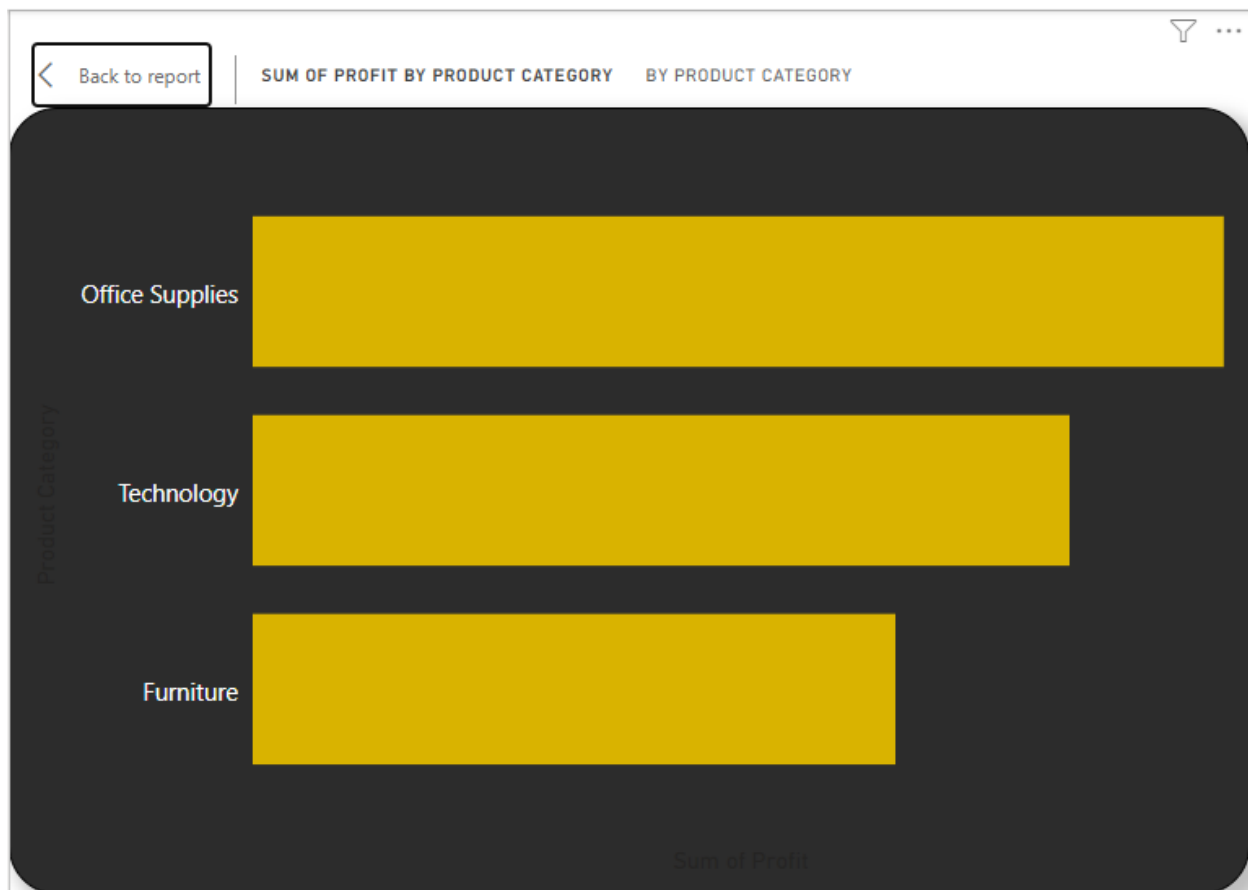 Back to report
SUM OF PROFIT BY PRODUCT CATEGORY
BY PRODUCT CATEGORY
Office Supplies
Technology
Furniture
Product Category
Sum of Profit